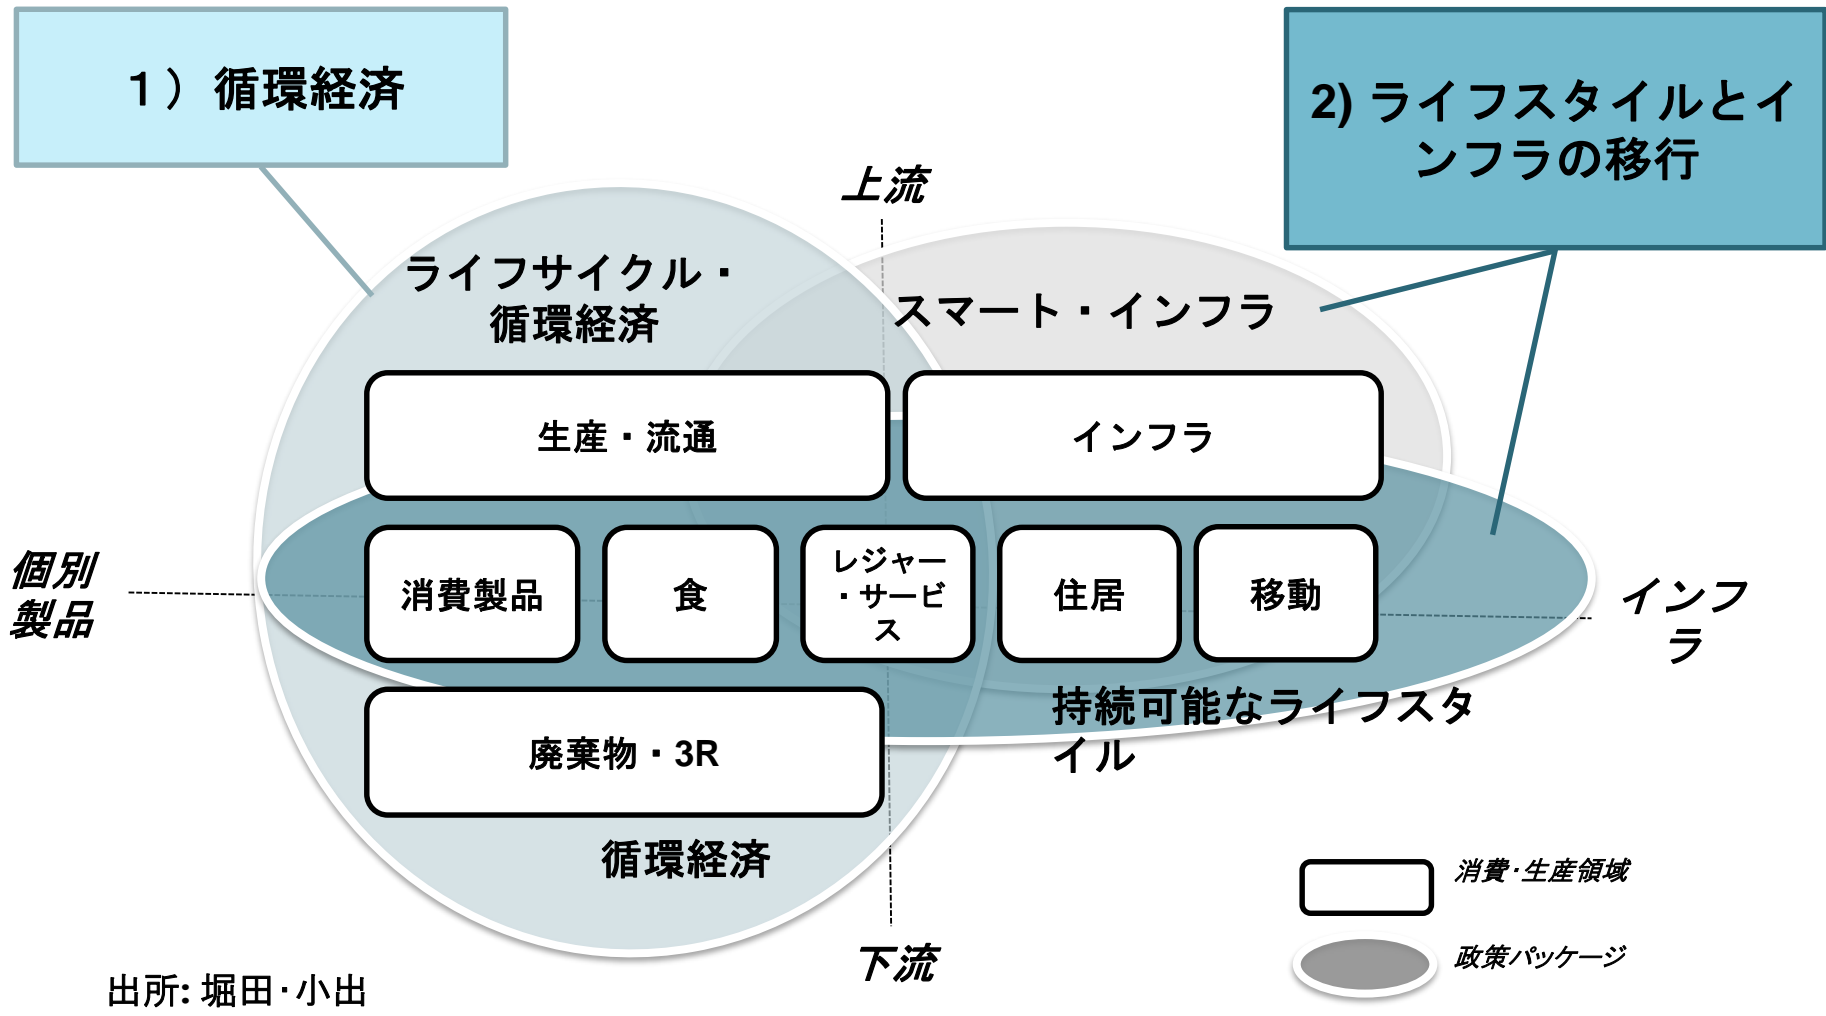 １）循環経済
2) ライフスタイルとイ
ンフラの移行
上流
ライフサイクル・
循環経済
スマート・インフラ
生産・流通
インフラ
個別
製品
消費製品
食
レジャー
・サービ
ス
住居
移動
インフ
ラ
持続可能なライフスタ
イル
廃棄物・3R
循環経済
消費・生産領域
下流
政策パッケージ
出所: 堀田・小出